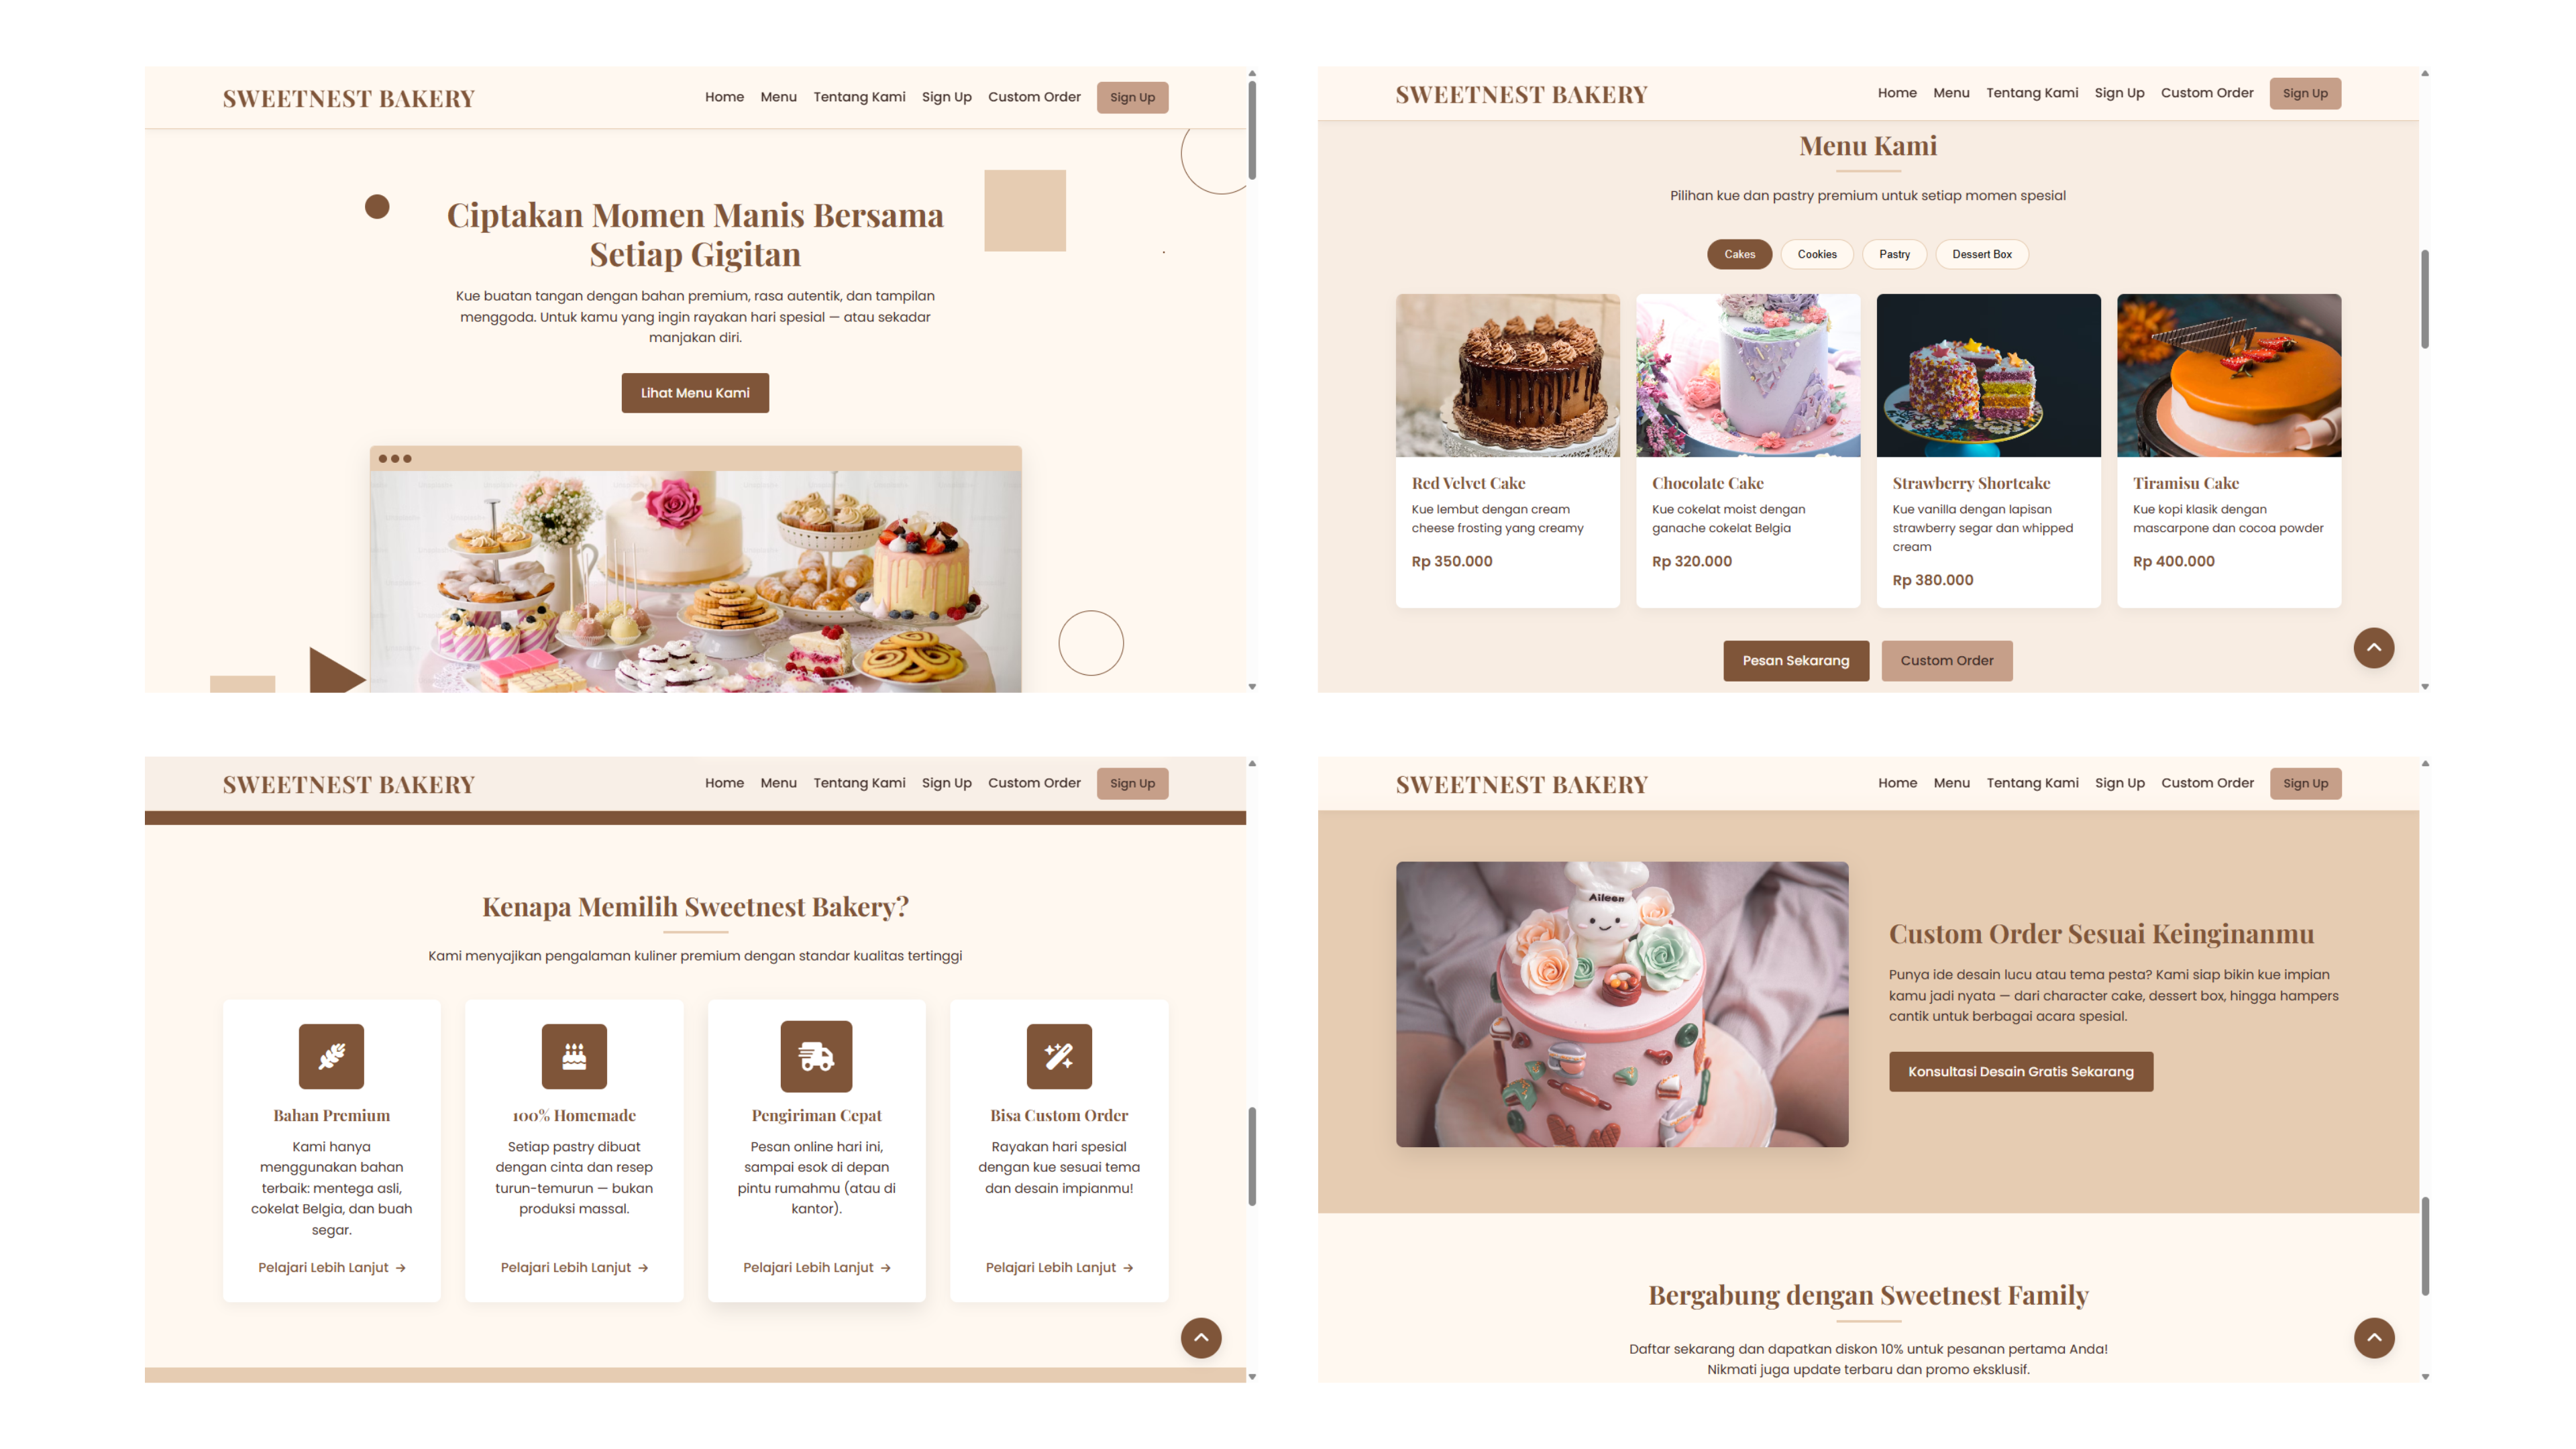 SWEETNEST BAKERY
Home Menu Tentang Kami Sign Up Custom Order Sign Up
Ciptakan Momen Manis Bersama
Setiap Gigitan
Kue buatan tangan dengan bahan premium, rasa autentik, dan tampilan
menggoda. Untuk kamu yang ingin rayakan hari spesial — atau sekadar
manjakan diri.
Lihat Menu Kami
SWEETNEST BAKERY
Home Menu Tentang Kami Sign Up Custom Order Sign Up
Menu Kami
Pilihan kue dan pastry premium untuk setiap momen spesial
Cakes Cookies Pastry Dessert Box
Red Velvet Cake
Kue lembut dengan cream
cheese frosting yang creamy
Rp 350.000
Chocolate Cake
Kue cokelat moist dengan
ganache cokelat Belgia
Rp 320.000
Strawberry Shortcake
Kue vanilla dengan lapisan
strawberry segar dan whipped
cream
Rp 380.000
Tiramisu Cake
Kue kopi klasik dengan
mascarpone dan cocoa powder
Rp 400.000
Pesan Sekarang Custom Order
SWEETNEST BAKERY
Home Menu Tentang Kami Sign Up Custom Order Sign Up
Kenapa Memilih Sweetnest Bakery?
Kami menyajikan pengalaman kuliner premium dengan standar kualitas tertinggi
Bahan Premium
Kami hanya
menggunakan bahan
terbaik: mentega asli,
cokelat Belgia, dan buah
segar.
Pelajari Lebih Lanjut →
100% Homemade
Setiap pastry dibuat
dengan cinta dan resep
turun-temurun — bukan
produksi massal.
Pelajari Lebih Lanjut →
Pengiriman Cepat
Pesan online hari ini,
sampai esok di depan
pintu rumahmu (atau di
kantor).
Pelajari Lebih Lanjut →
Bisa Custom Order
Rayakan hari spesial
dengan kue sesuai tema
dan desain impianmu!
Pelajari Lebih Lanjut →
SWEETNEST BAKERY
Home Menu Tentang Kami Sign Up Custom Order Sign Up
Aileen
Custom Order Sesuai Keinginanmu
Punya ide desain lucu atau tema pesta? Kami siap bikin kue impian
kamu jadi nyata — dari character cake, dessert box, hingga hampers
cantik untuk berbagai acara spesial.
Konsultasi Desain Gratis Sekarang
Bergabung dengan Sweetnest Family
Daftar sekarang dan dapatkan diskon 10% untuk pesanan pertama Anda!
Nikmati juga update terbaru dan promo eksklusif.